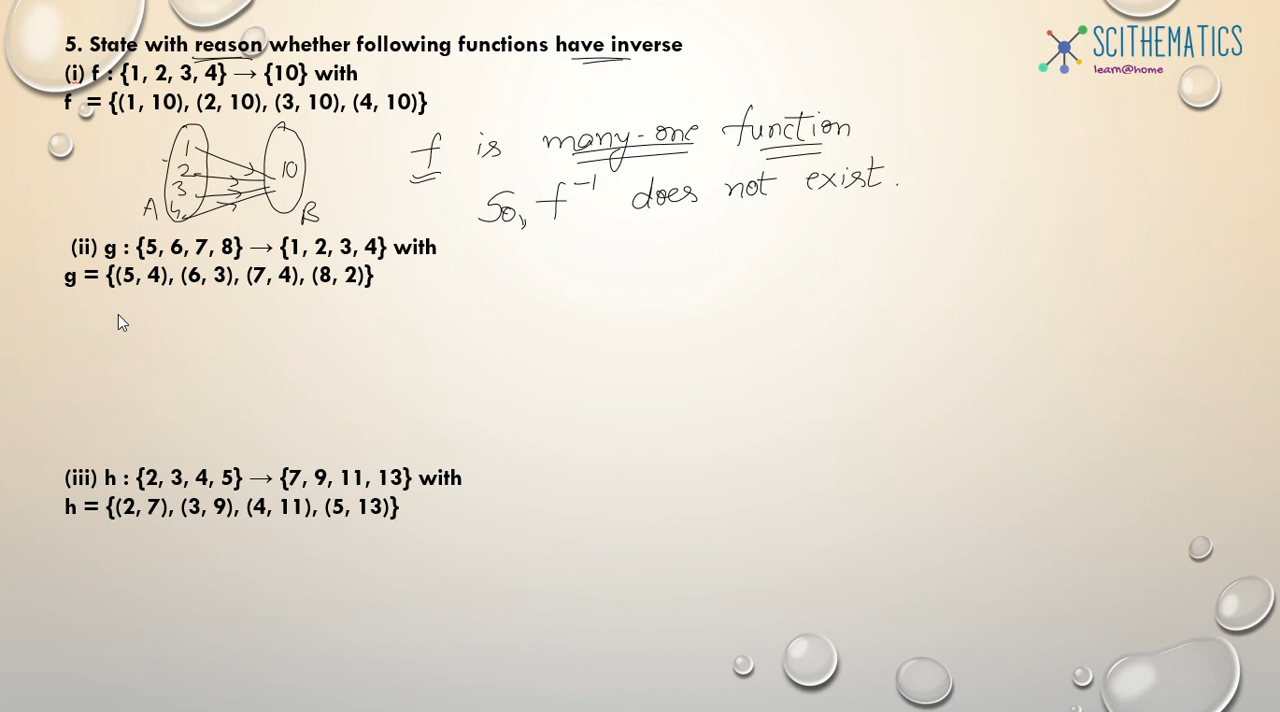 5. State with reason whether following functions have inverse
SCITHEMATICS
learn@home
(i) f : {1, 2, 3, 4} → {10} with
f = {(1, 10), (2, 10), (3, 10), (4, 10)}
1
2
3
4
A
10
B
f is many-one function
So, f⁻¹ does not exist.
(ii) g : {5, 6, 7, 8} → {1, 2, 3, 4} with
g = {(5, 4), (6, 3), (7, 4), (8, 2)}
(iii) h : {2, 3, 4, 5} → {7, 9, 11, 13} with
h = {(2, 7), (3, 9), (4, 11), (5, 13)}